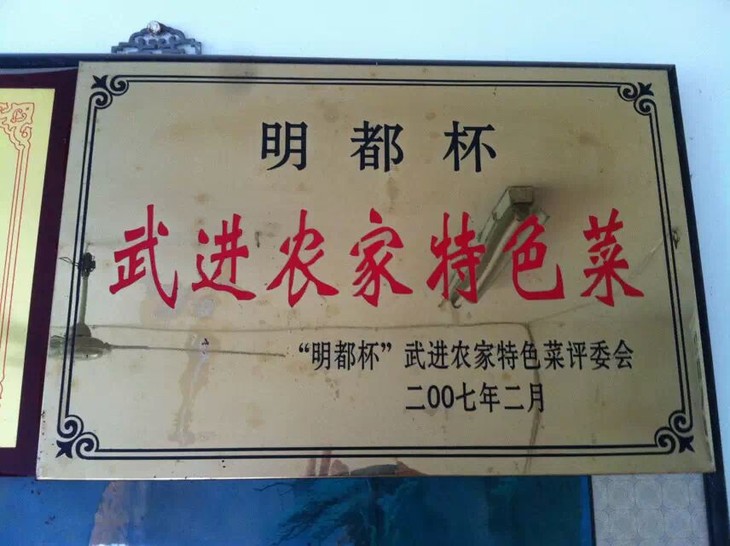 明都杯
武进农家特色菜
“明都杯”武进农家特色菜评委会
二00七年二月